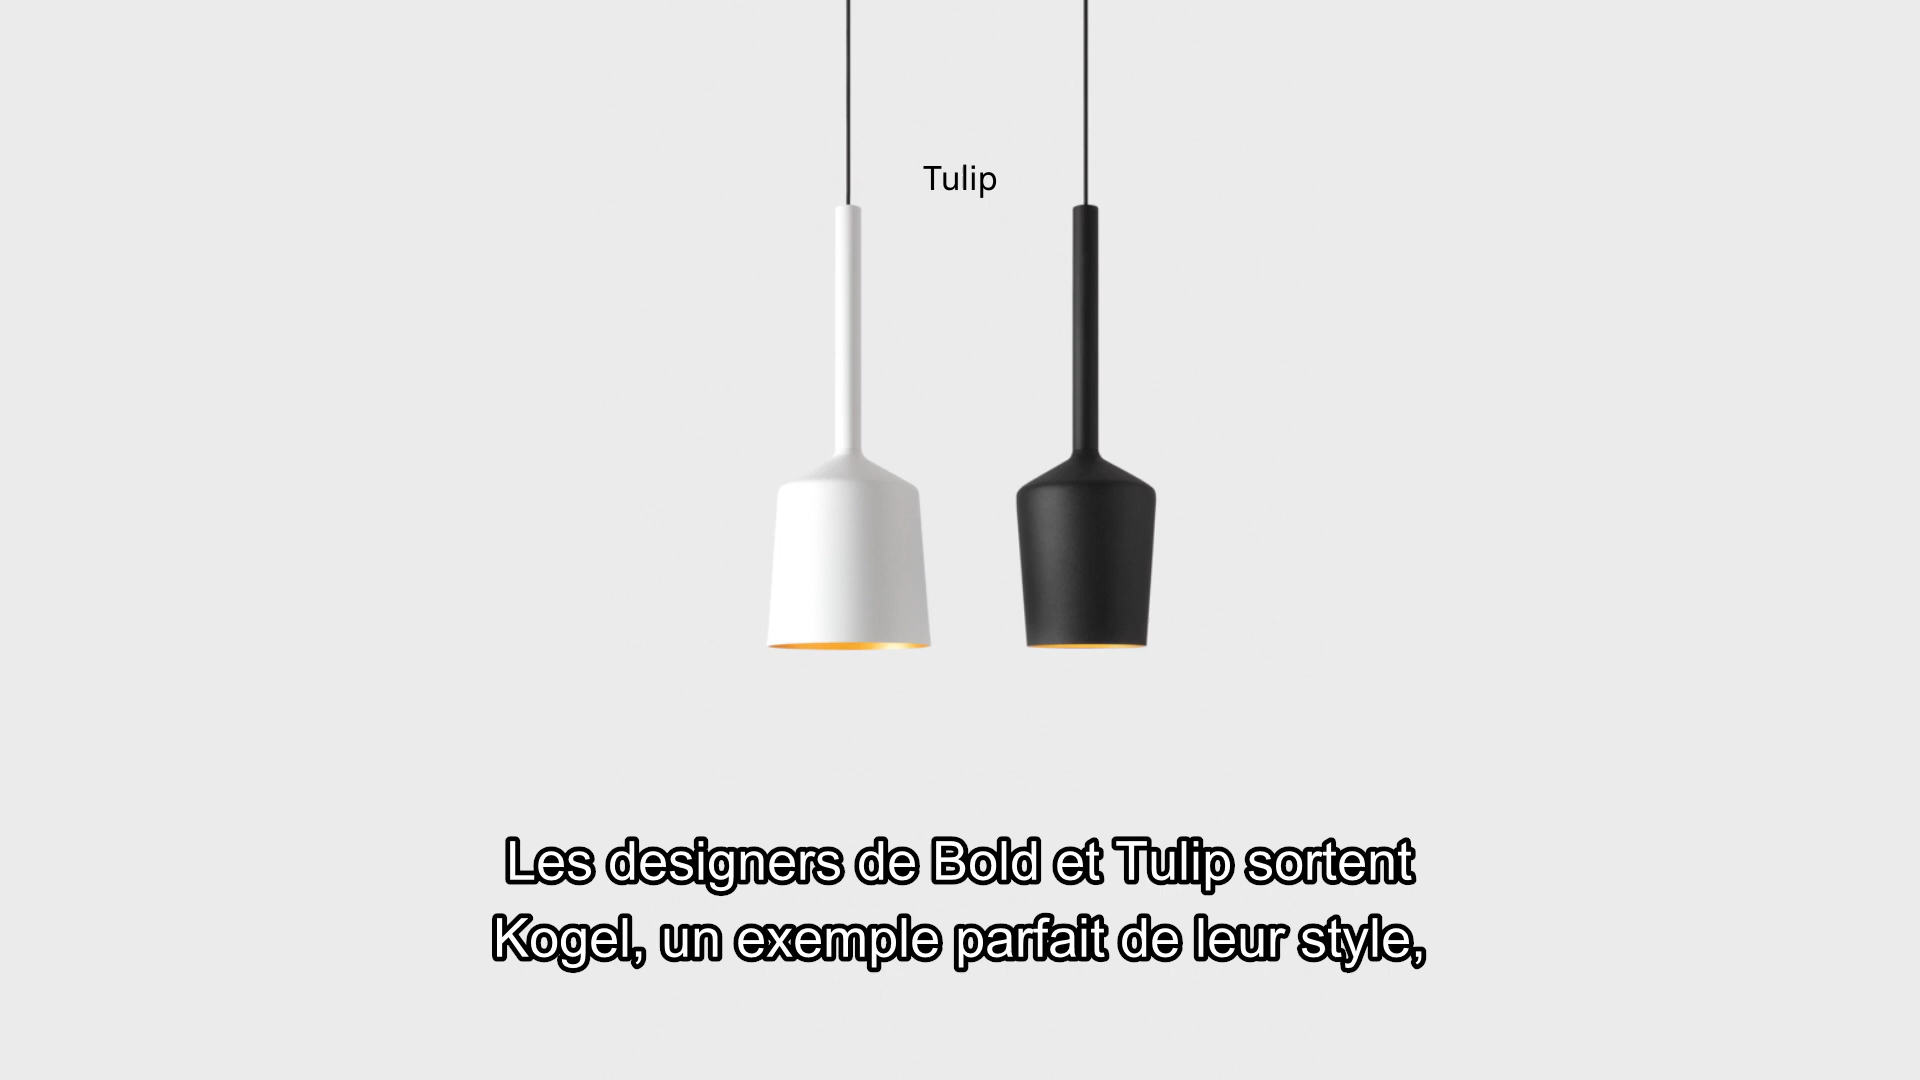 Tulip
Les designers de Bold et Tulip sortent
Kogel, un exemple parfait de leur style,